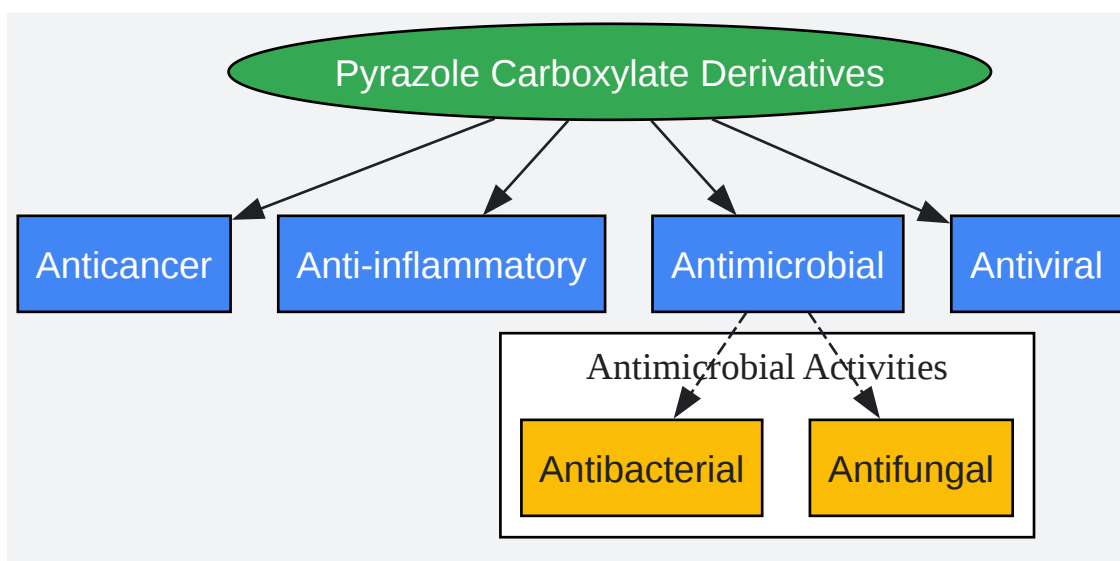 Pyrazole Carboxylate Derivatives
Anticancer
Anti-inflammatory
Antimicrobial
Antiviral
Antimicrobial Activities
Antibacterial
Antifungal